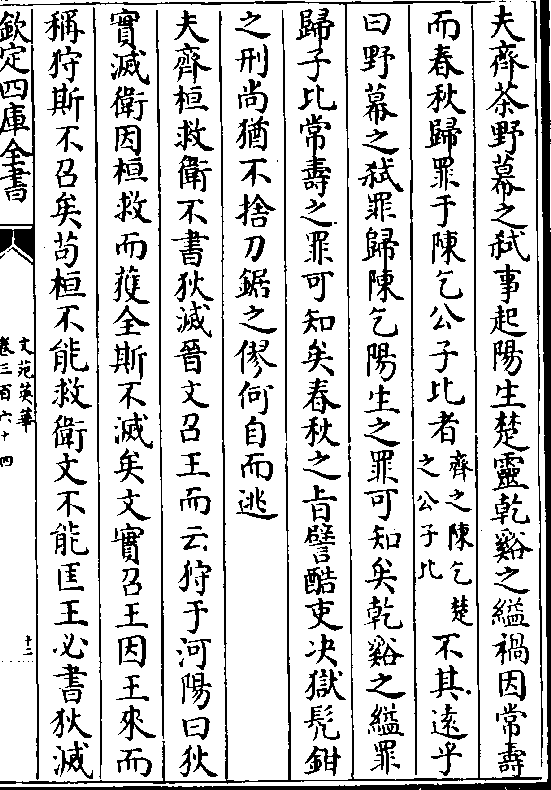 夫齊荼野幕之弑事起陽生楚靈乾谿之縊禍因常壽
而春秋歸罪于陳乞公子比者齊之陳乞楚之公子比不其遠乎
曰野幕之弑罪歸陳乞陽生之罪可知矣乾谿之縊罪
歸子比常壽之罪可知矣春秋之旨譬酷吏决獄髠鉗
之刑尚猶不捨刀鋸之僇何自而逃
夫齊桓救衛不書狄滅晉文召王而云狩于河陽曰狄
實滅衛因桓救而獲全斯不滅矣文實召王因王來而
稱狩斯不召矣苟桓不能救衛文不能匡王必書狄滅
欽定四庫全書
文苑英華
卷三百六十四
十二